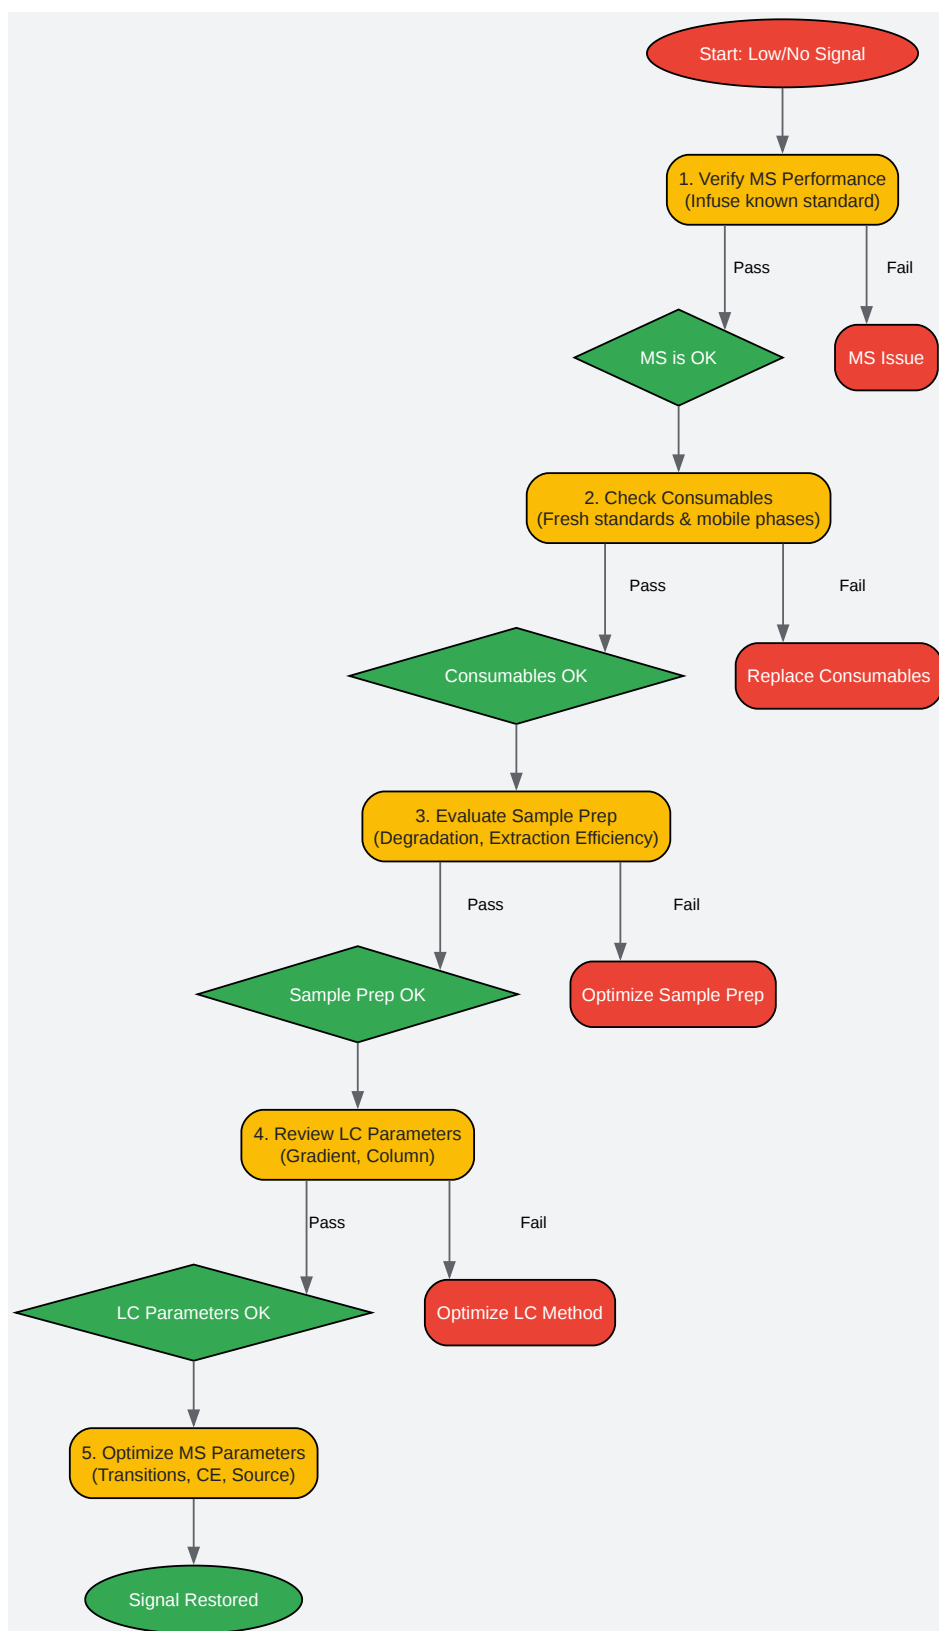 Start: Low/No Signal
1. Verify MS Performance
(Infuse known standard)
Pass
Fail
MS is OK
MS Issue
2. Check Consumables
(Fresh standards & mobile phases)
Pass
Fail
Consumables OK
Replace Consumables
3. Evaluate Sample Prep
(Degradation, Extraction Efficiency)
Pass
Fail
Sample Prep OK
Optimize Sample Prep
4. Review LC Parameters
(Gradient, Column)
Pass
Fail
LC Parameters OK
Optimize LC Method
5. Optimize MS Parameters
(Transitions, CE, Source)
Signal Restored